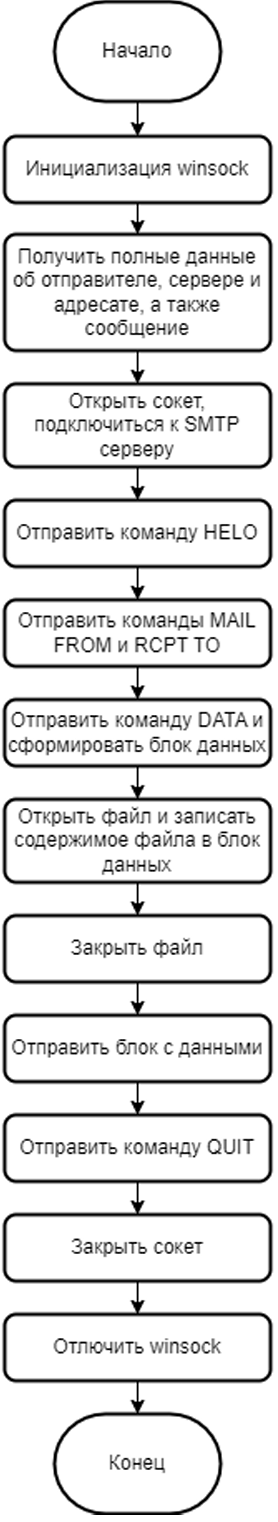 Начало
Инициализация winsock
Получить полные данные
об отправителе, сервере и
адресате, а также
сообщение
Открыть сокет,
подключиться к SMTP
серверу
Отправить команду HELO
Отправить команды MAIL
FROM и RCPT TO
Отправить команду DATA и
сформировать блок данных
Открыть файл и записать
содержимое файла в блок
данных
Закрыть файл
Отправить блок с данными
Отправить команду QUIT
Закрыть сокет
Отлючить winsock
Конец